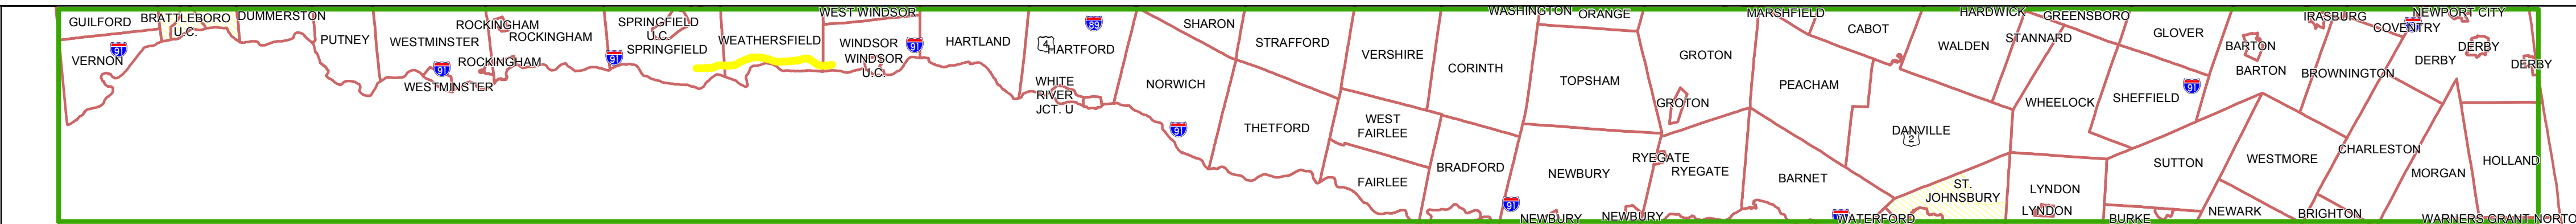 GUILFORD
BRATTLEBORO
U.C.
DUMMERSTON
VERNON
91
PUTNEY
WESTMINSTER
91
WESTMINSTER
ROCKINGHAM
ROCKINGHAM
ROCKINGHAM
SPRINGFIELD
U.C.
SPRINGFIELD
91
WEATHERSFIELD
WEST WINDSOR
WINDSOR
91
WINDSOR
U.C.
HARTLAND
89
4
HARTFORD
WHITE
RIVER
JCT. U
SHARON
NORWICH
91
STRAFFORD
THETFORD
VERSHIRE
WEST
FAIRLEE
FAIRLEE
CORINTH
BRADFORD
91
WASHINGTON
ORANGE
TOPSHAM
NEWBURY
NEWBURY
NEWBURY
GROTON
GROTON
RYEGATE
RYEGATE
MARSHFIELD
CABOT
PEACHAM
BARNET
91
WATERFORD
DANVILLE
2
ST.
JOHNSBURY
HARDWICK
WALDEN
STANNARD
GREENSBORO
WHEELOCK
LYNDON
LYNDON
GLOVER
SHEFFIELD
91
SUTTON
BURKE
NEWARK
BARTON
BARTON
WESTMORE
BRIGHTON
IRASBURG
BROWNINGTON
COVENTRY
91
CHARLESTON
NEWPORT CITY
DERBY
DERBY
DERBY
MORGAN
HOLLAND
WARNERS GRANT